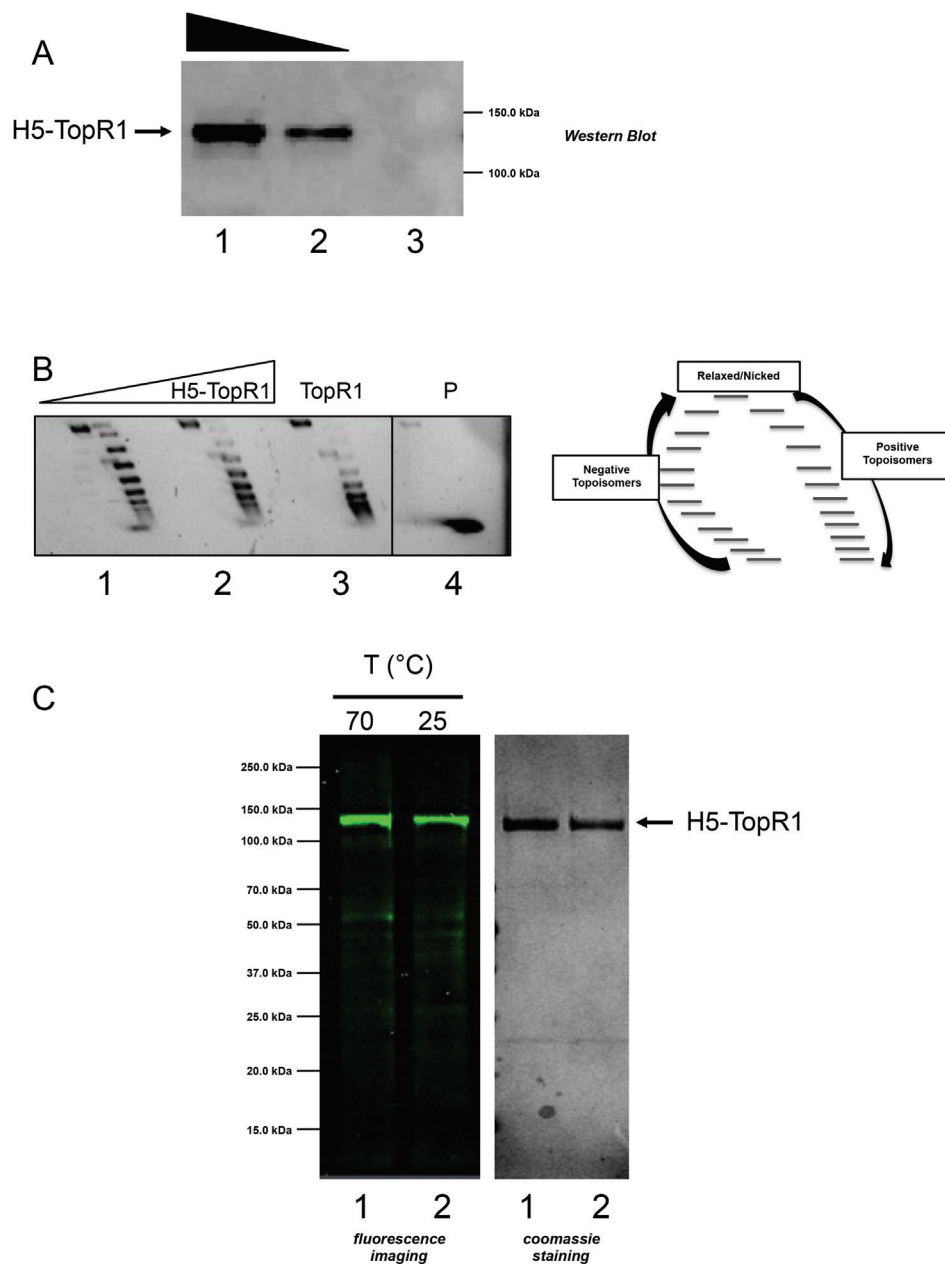 A
H5-TopR1
150.0 kDa
100.0 kDa
Western Blot
1 2 3
B
H5-TopR1 TopR1 P
1 2 3 4
Relaxed/Nicked
Negative
Topoisomers
Positive
Topoisomers
C
T (°C)
70 25
250.0 kDa
150.0 kDa
100.0 kDa
70.0 kDa
50.0 kDa
37.0 kDa
25.0 kDa
20.0 kDa
15.0 kDa
H5-TopR1
1 2
fluorescence
imaging
1 2
coomassie
staining